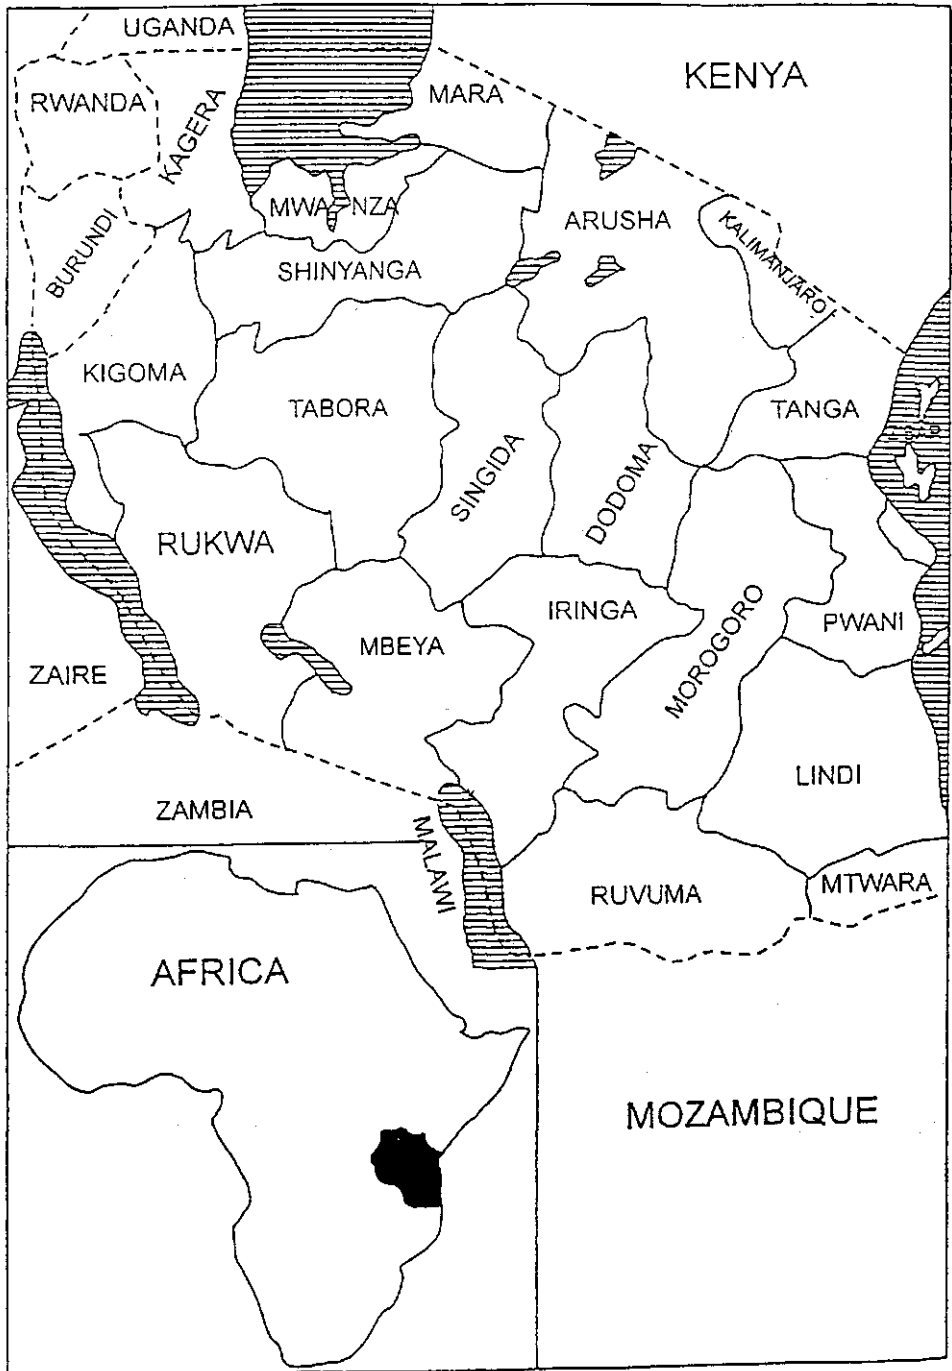 UGANDA
KENYA
RWANDA
KAGERA
MARA
MWANZA
ARUSHA
KALIMANJARO
BURUNDI
SHINYANGA
KIGOMA
TABORA
SINGIDA
DODOMA
TANGA
RUKWA
MBEYA
IRINGA
MOROGORO
PWANI
ZAIRE
LINDI
ZAMBIA
MALAWI
RUVUMA
MTWARA
AFRICA
MOZAMBIQUE